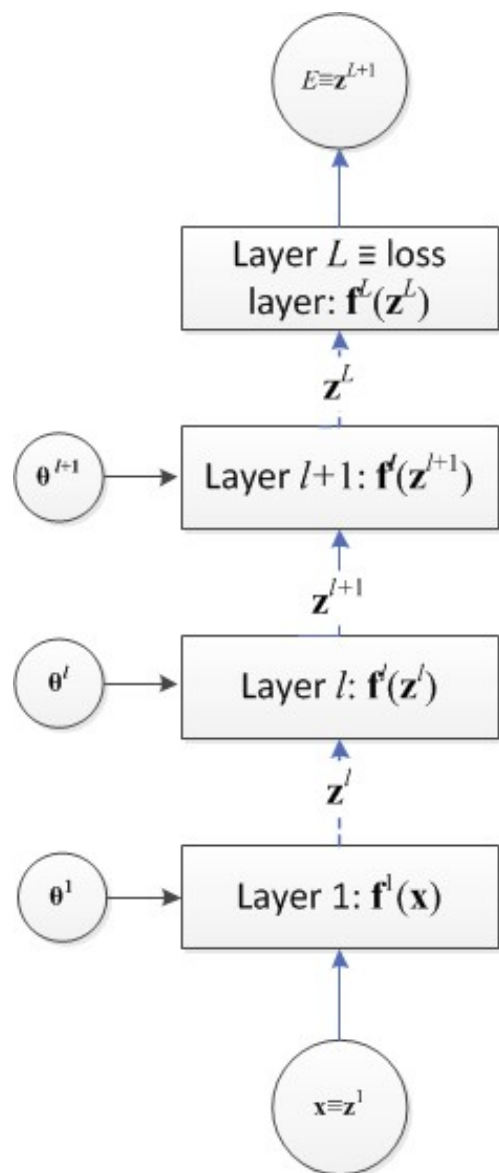 E≡z^{L+1}
Layer L ≡ loss
layer: f^L(z^L)
z^L
θ^{l+1}
Layer l+1: f^l(z^{l+1})
z^{l+1}
θ^l
Layer l: f^l(z^l)
z^l
θ^1
Layer 1: f^1(x)
x≡z^1